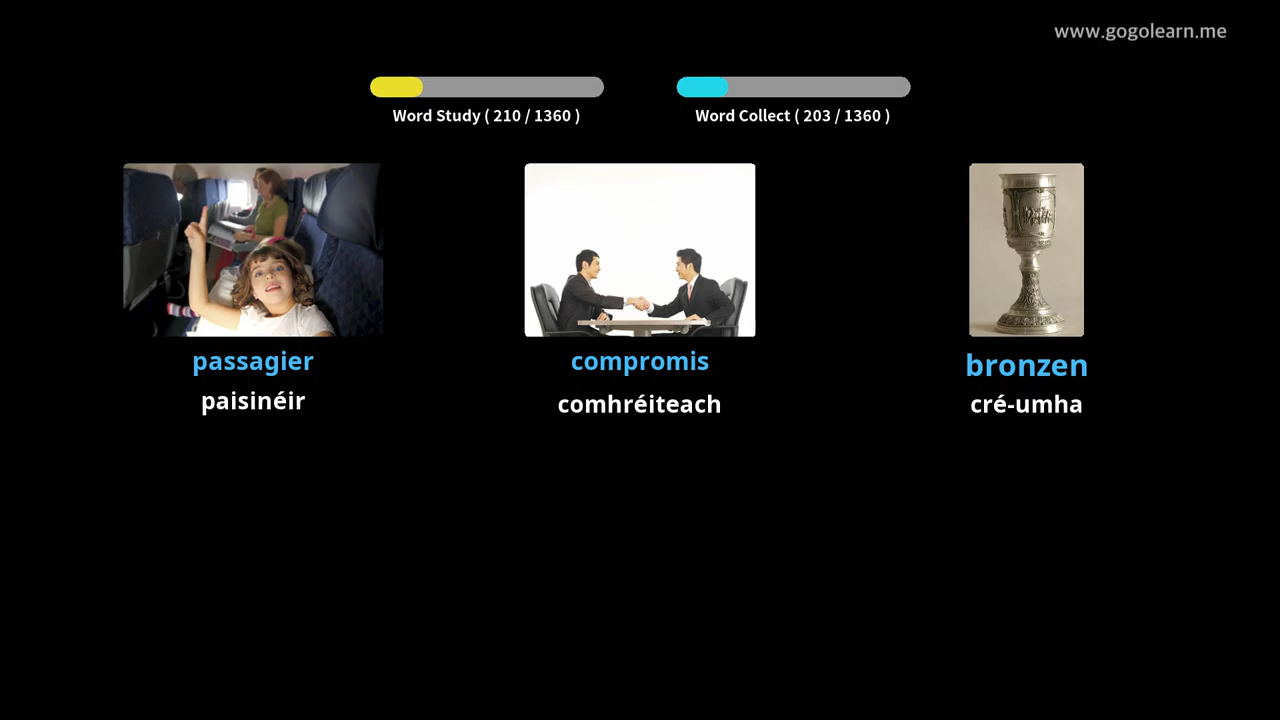 www.gogolearn.me
Word Study ( 210 / 1360 )
Word Collect ( 203 / 1360 )
passagier
compromis
bronzen
paisinéir
comhréiteach
cré-umha